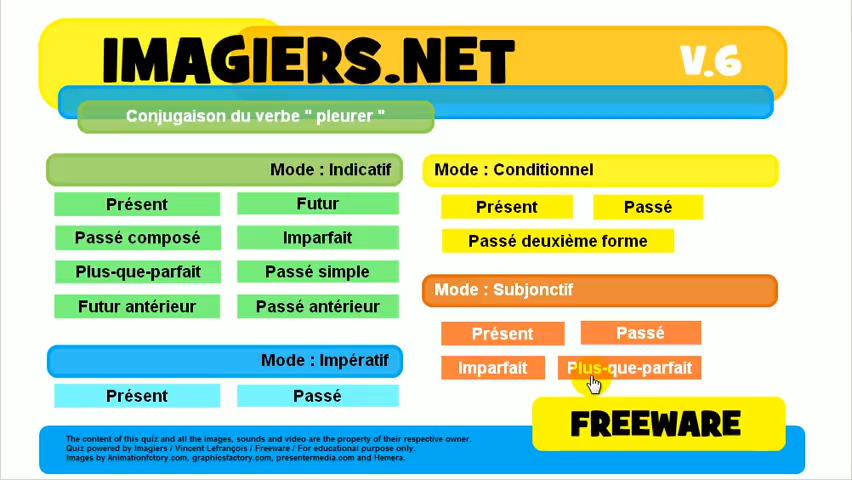 IMAGIERS.NET
V.6
Conjugaison du verbe " pleurer "
Mode : Indicatif
Présent
Futur
Passé composé
Imparfait
Plus-que-parfait
Passé simple
Futur antérieur
Passé antérieur
Mode : Impératif
Présent
Passé
Mode : Conditionnel
Présent
Passé
Passé deuxième forme
Mode : Subjonctif
Présent
Passé
Imparfait
Plus-que-parfait
FREEWARE
The content of this quiz and all the images, sounds and video are the property of their respective owner.
Quiz powered by Imagiers / Vincent Lefrançois / Freeware / For educational purpose only.
Images by Animationfctory.com, graphicsfactory.com, presentermedia.com and Hemera.